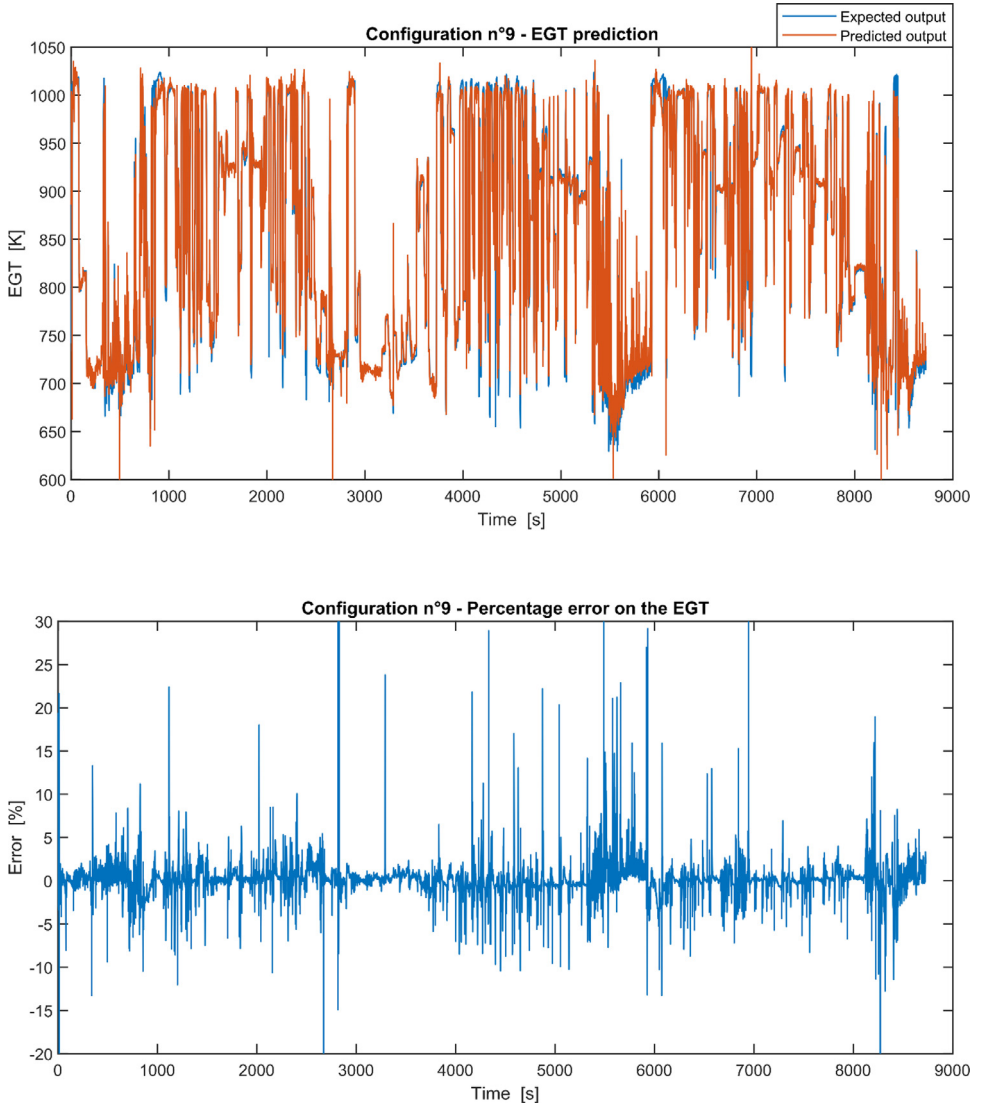 Configuration n°9 - EGT prediction
Expected output
Predicted output
EGT [K]
1050
1000
950
900
850
800
750
700
650
600
0 1000 2000 3000 4000 5000 6000 7000 8000 9000
Time [s]
Configuration n°9 - Percentage error on the EGT
Error [%]
30
25
20
15
10
5
0
-5
-10
-15
-20
0 1000 2000 3000 4000 5000 6000 7000 8000 9000
Time [s]